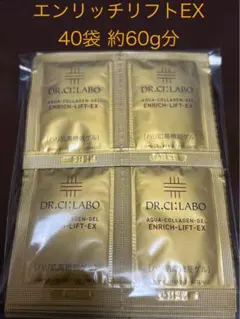 エンリッチリフトEX
40袋 約60g分
DR.CI:LABO
AQUA-COLLAGEN-GEL
ENRICH-LIFT-EX
DR.CI:LABO
AQUA-COLLAGEN-GEL
ENRICH-LIFT-EX
DR.CI:LABO
AQUA-COLLAGEN-GEL
ENRICH-LIFT-EX
DR.CI:LABO
AQUA-COLLAGEN-GEL
ENRICH-LIFT-EX